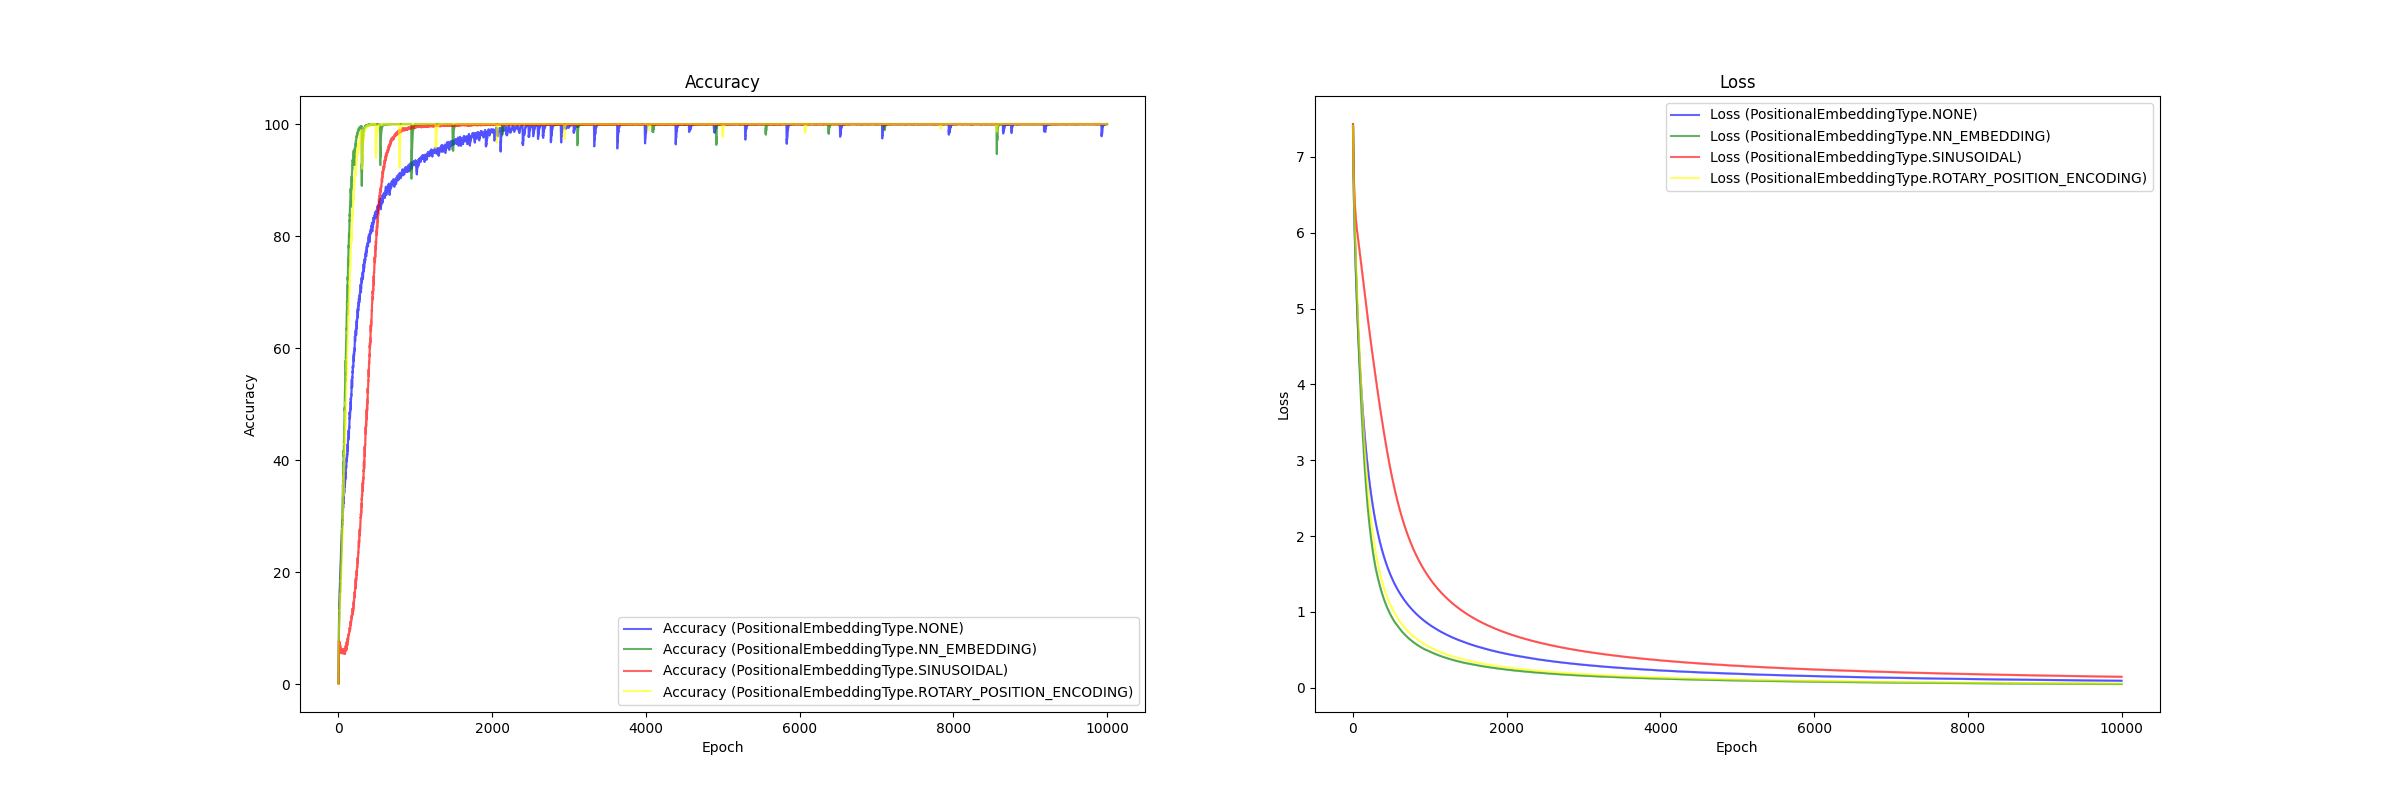 Accuracy
100
80
60
40
20
0
Accuracy
Accuracy (PositionalEmbeddingType.NONE)
Accuracy (PositionalEmbeddingType.NN_EMBEDDING)
Accuracy (PositionalEmbeddingType.SINUSOIDAL)
Accuracy (PositionalEmbeddingType.ROTARY_POSITION_ENCODING)
0 2000 4000 6000 8000 10000
Epoch
Loss
7
6
5
4
3
2
1
0
Loss
Loss (PositionalEmbeddingType.NONE)
Loss (PositionalEmbeddingType.NN_EMBEDDING)
Loss (PositionalEmbeddingType.SINUSOIDAL)
Loss (PositionalEmbeddingType.ROTARY_POSITION_ENCODING)
0 2000 4000 6000 8000 10000
Epoch